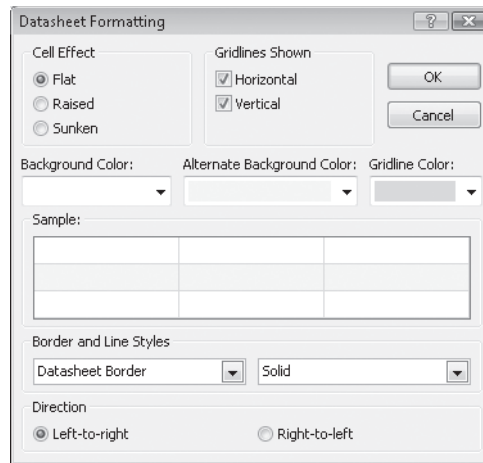 Datasheet Formatting
Cell Effect
Flat
Raised
Sunken
Gridlines Shown
Horizontal
Vertical
OK
Cancel
Background Color:
Alternate Background Color:
Gridline Color:
Sample:
Border and Line Styles
Datasheet Border
Solid
Direction
Left-to-right
Right-to-left